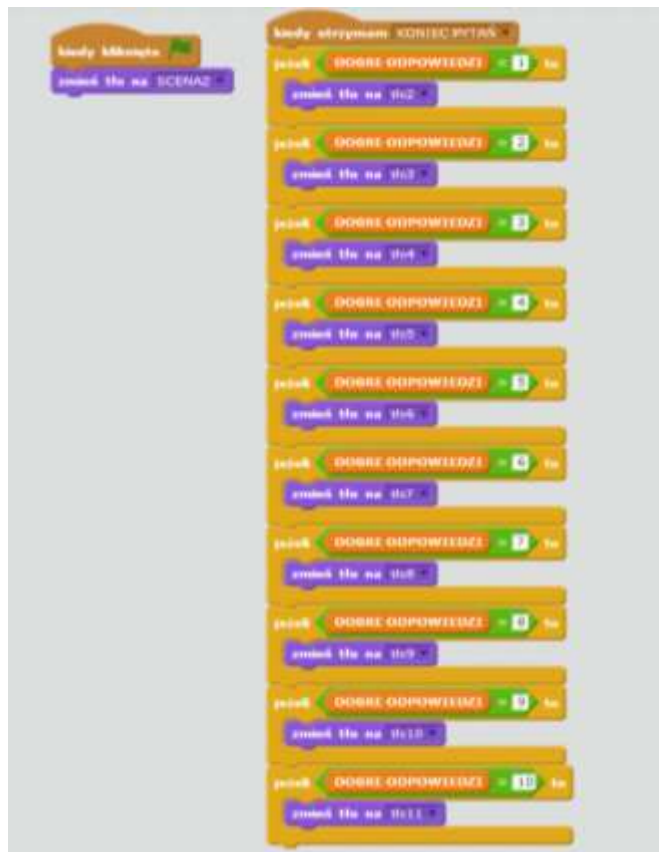 kiedy kliknięto
zmień tło na SCENA2
kiedy otrzymam KONIEC PYTAŃ
jeżeli DOBRE ODPOWIEDZI = 1 to
zmień tło na tło2
jeżeli DOBRE ODPOWIEDZI = 2 to
zmień tło na tło3
jeżeli DOBRE ODPOWIEDZI = 3 to
zmień tło na tło4
jeżeli DOBRE ODPOWIEDZI = 4 to
zmień tło na tło5
jeżeli DOBRE ODPOWIEDZI = 5 to
zmień tło na tło6
jeżeli DOBRE ODPOWIEDZI = 6 to
zmień tło na tło7
jeżeli DOBRE ODPOWIEDZI = 7 to
zmień tło na tło8
jeżeli DOBRE ODPOWIEDZI = 8 to
zmień tło na tło9
jeżeli DOBRE ODPOWIEDZI = 9 to
zmień tło na tło10
jeżeli DOBRE ODPOWIEDZI = 10 to
zmień tło na tło11